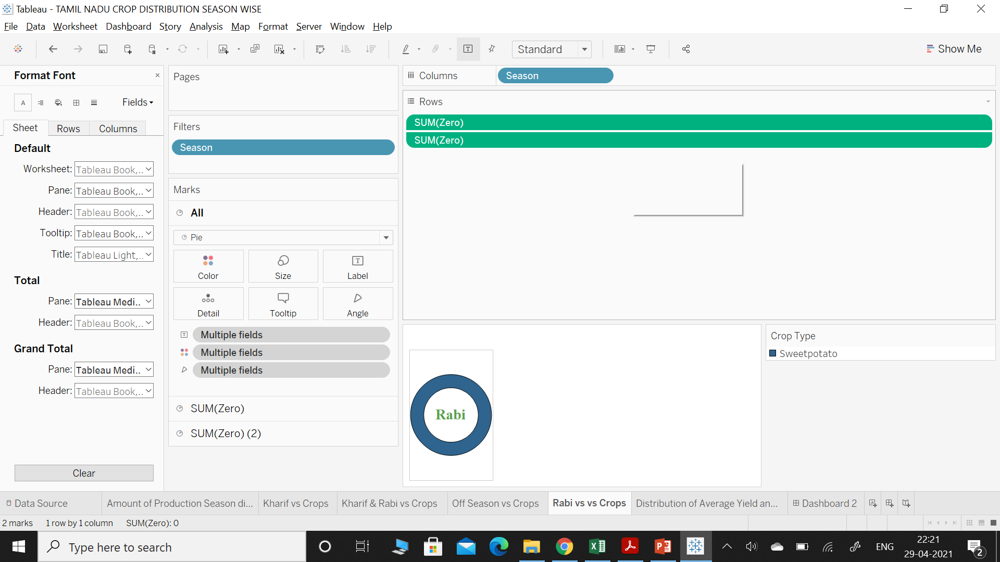 Tableau - TAMIL NADU CROP DISTRIBUTION SEASON WISE
File Data Worksheet Dashboard Story Analysis Map Format Server Window Help
Standard
Show Me
Format Font
Fields
Sheet Rows Columns
Default
Worksheet: Tableau Book,..
Pane: Tableau Book,..
Header: Tableau Book,..
Tooltip: Tableau Book,..
Title: Tableau Light,..
Total
Pane: Tableau Medi..
Header: Tableau Book,..
Grand Total
Pane: Tableau Medi..
Header: Tableau Book,..
Clear
Pages
Filters
Season
Marks
All
Pie
Color Size Label
Detail Tooltip Angle
Multiple fields
Multiple fields
Multiple fields
SUM(Zero)
SUM(Zero) (2)
Columns Season
Rows
SUM(Zero)
SUM(Zero)
Rabi
Crop Type
Sweetpotato
Data Source Amount of Production Season di... Kharif vs Crops Kharif & Rabi vs Crops Off Season vs Crops Rabi vs vs Crops Distribution of Average Yield an... Dashboard 2
2 marks 1 row by 1 column SUM(Zero): 0
Type here to search
ENG
22:21
29-04-2021
2